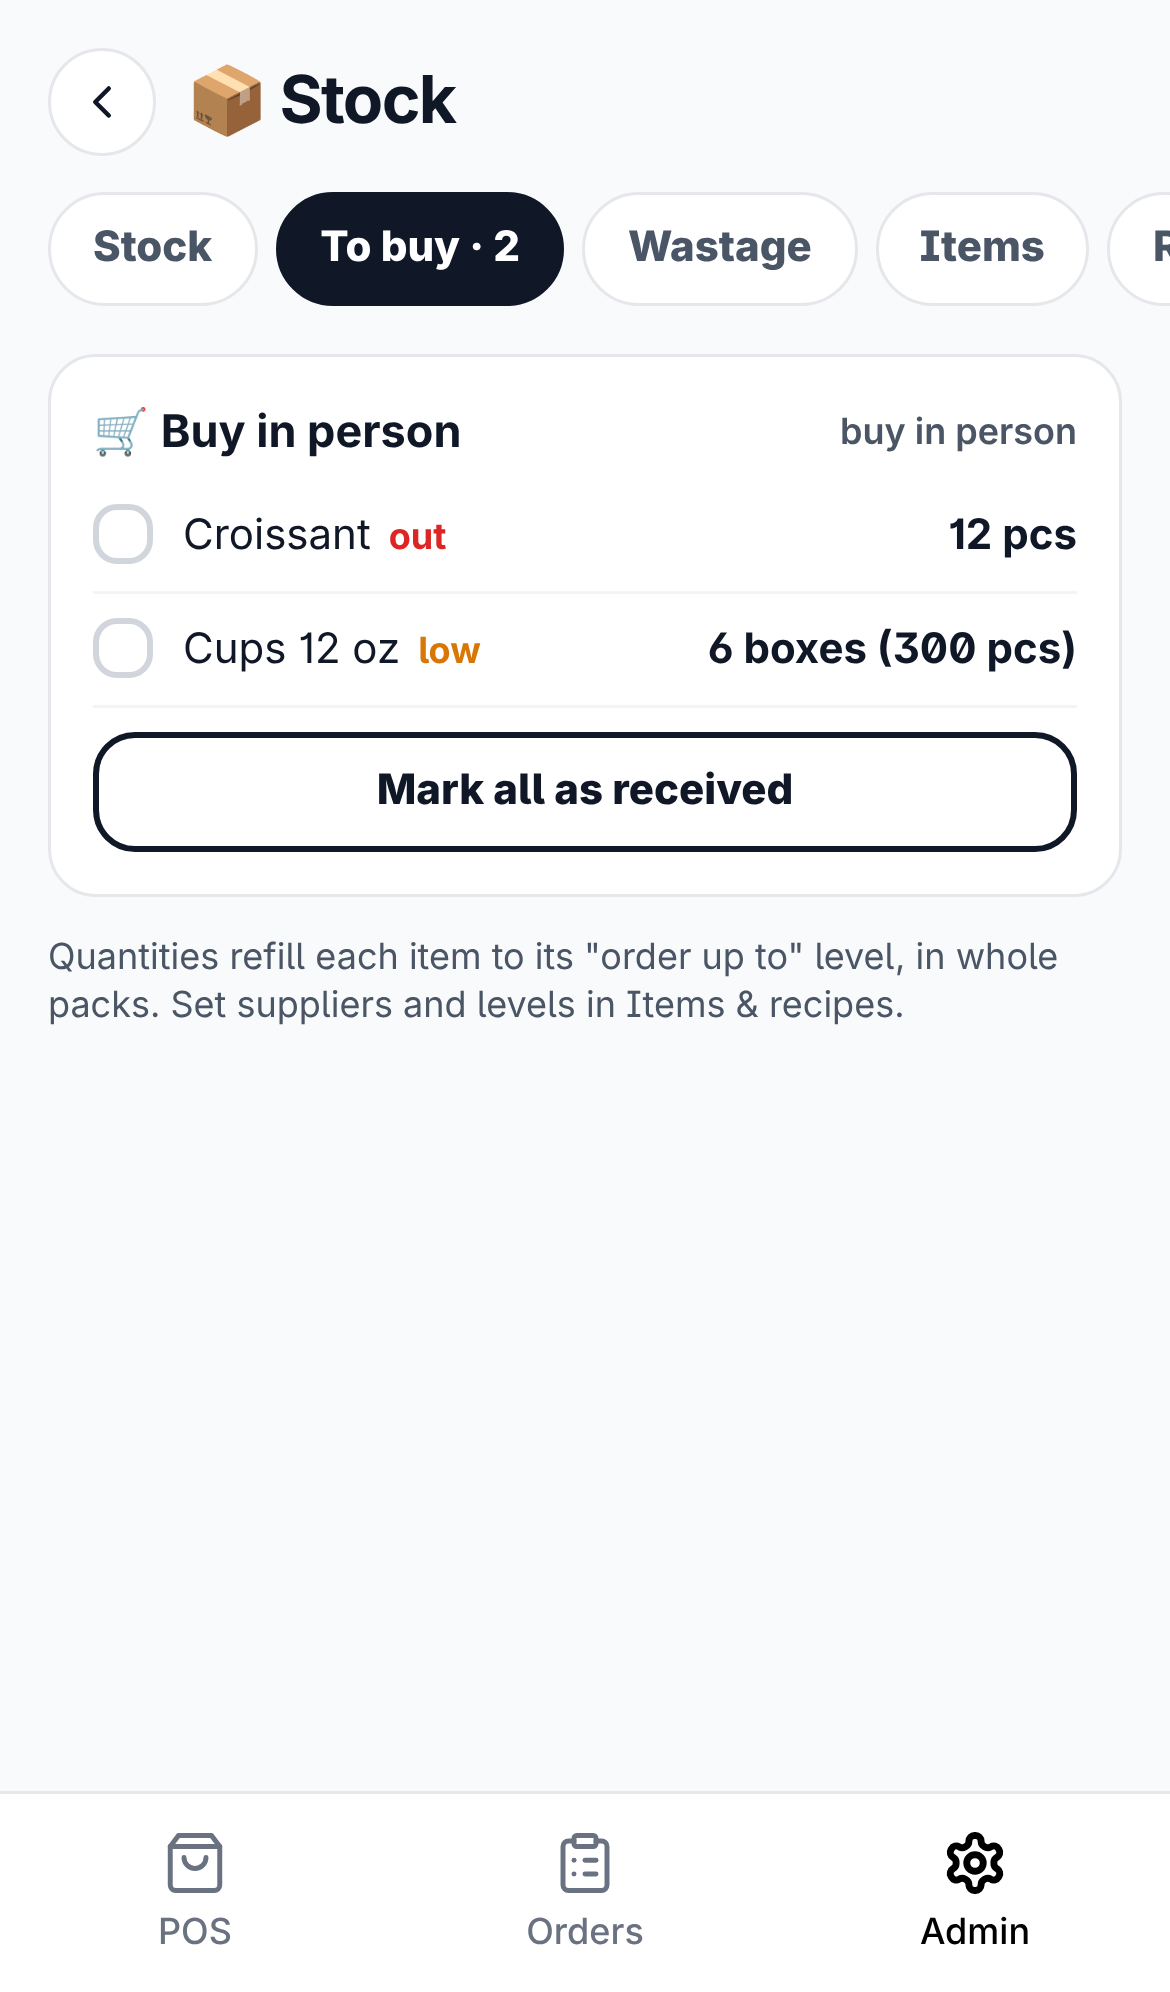 Stock
Stock
To buy · 2
Wastage
Items
R
Buy in person
buy in person
Croissant out
12 pcs
Cups 12 oz low
6 boxes (300 pcs)
Mark all as received
Quantities refill each item to its "order up to" level, in whole
packs. Set suppliers and levels in Items & recipes.
POS
Orders
Admin